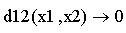 d12(x1,x2) → 0